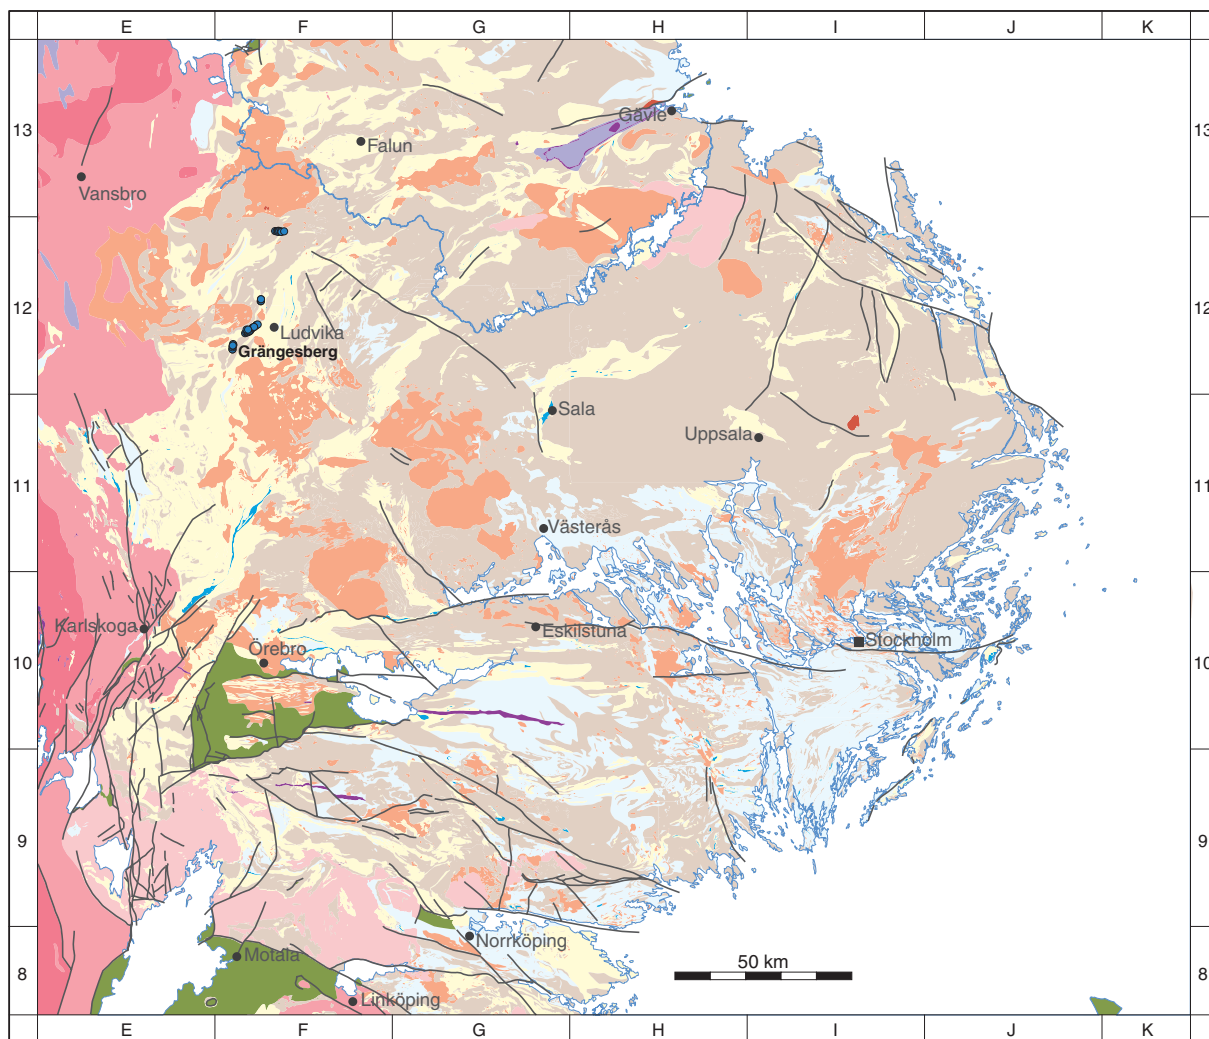 E F G H I J K
13 Gävle 13
Falun
Vansbro
12 12
Ludvika
Grängesberg
Sala
Uppsala
11 11
Västerås
Karlskoga Eskilstuna
Stockholm
Örebro
10 10
9 9
Norrköping
Motala 50 km
8 8
Linköping
E F G H I J K